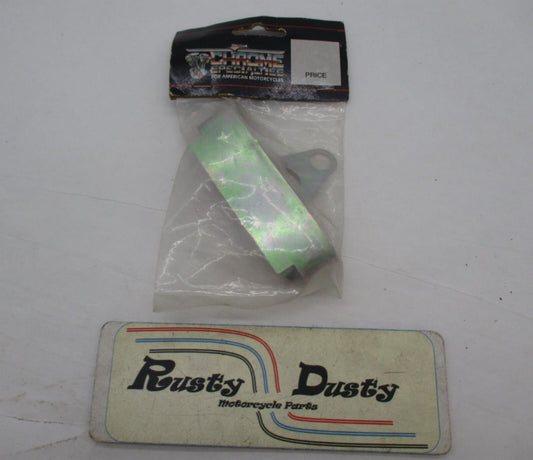 CHROME
SPECIALTIES
FOR AMERICAN MOTORCYCLES
PRICE
Rusty Dusty
Motorcycle Parts